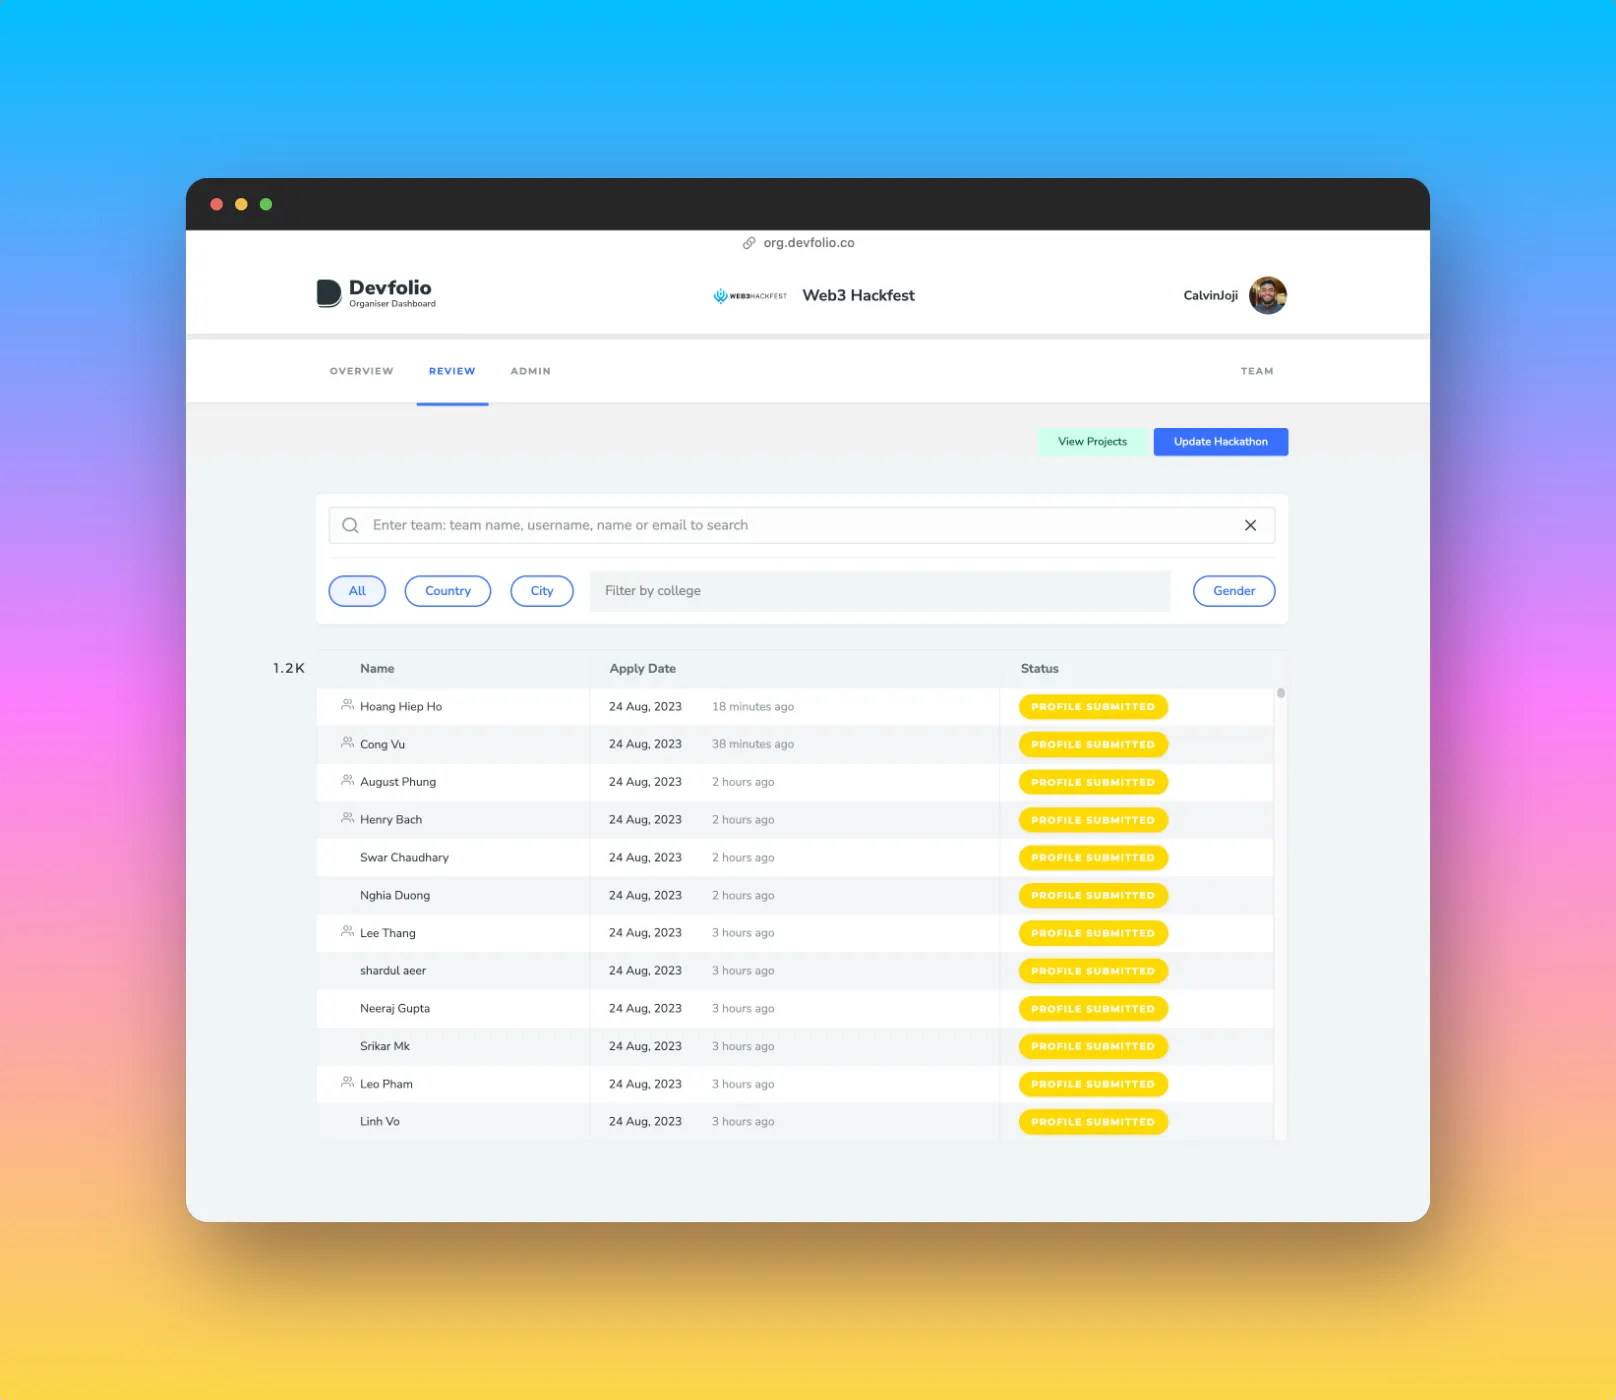 org.devfolio.co
Devfolio
Organiser Dashboard
WEB3HACKFEST
Web3 Hackfest
CalvinJoji
OVERVIEW
REVIEW
ADMIN
TEAM
View Projects
Update Hackathon
Enter team: team name, username, name or email to search
All
Country
City
Filter by college
Gender
1.2K
Name Apply Date Status
Hoang Hiep Ho 24 Aug, 2023 18 minutes ago PROFILE SUBMITTED
Cong Vu 24 Aug, 2023 38 minutes ago PROFILE SUBMITTED
August Phung 24 Aug, 2023 2 hours ago PROFILE SUBMITTED
Henry Bach 24 Aug, 2023 2 hours ago PROFILE SUBMITTED
Swar Chaudhary 24 Aug, 2023 2 hours ago PROFILE SUBMITTED
Nghia Duong 24 Aug, 2023 2 hours ago PROFILE SUBMITTED
Lee Thang 24 Aug, 2023 3 hours ago PROFILE SUBMITTED
shardul aeer 24 Aug, 2023 3 hours ago PROFILE SUBMITTED
Neeraj Gupta 24 Aug, 2023 3 hours ago PROFILE SUBMITTED
Srikar Mk 24 Aug, 2023 3 hours ago PROFILE SUBMITTED
Leo Pham 24 Aug, 2023 3 hours ago PROFILE SUBMITTED
Linh Vo 24 Aug, 2023 3 hours ago PROFILE SUBMITTED